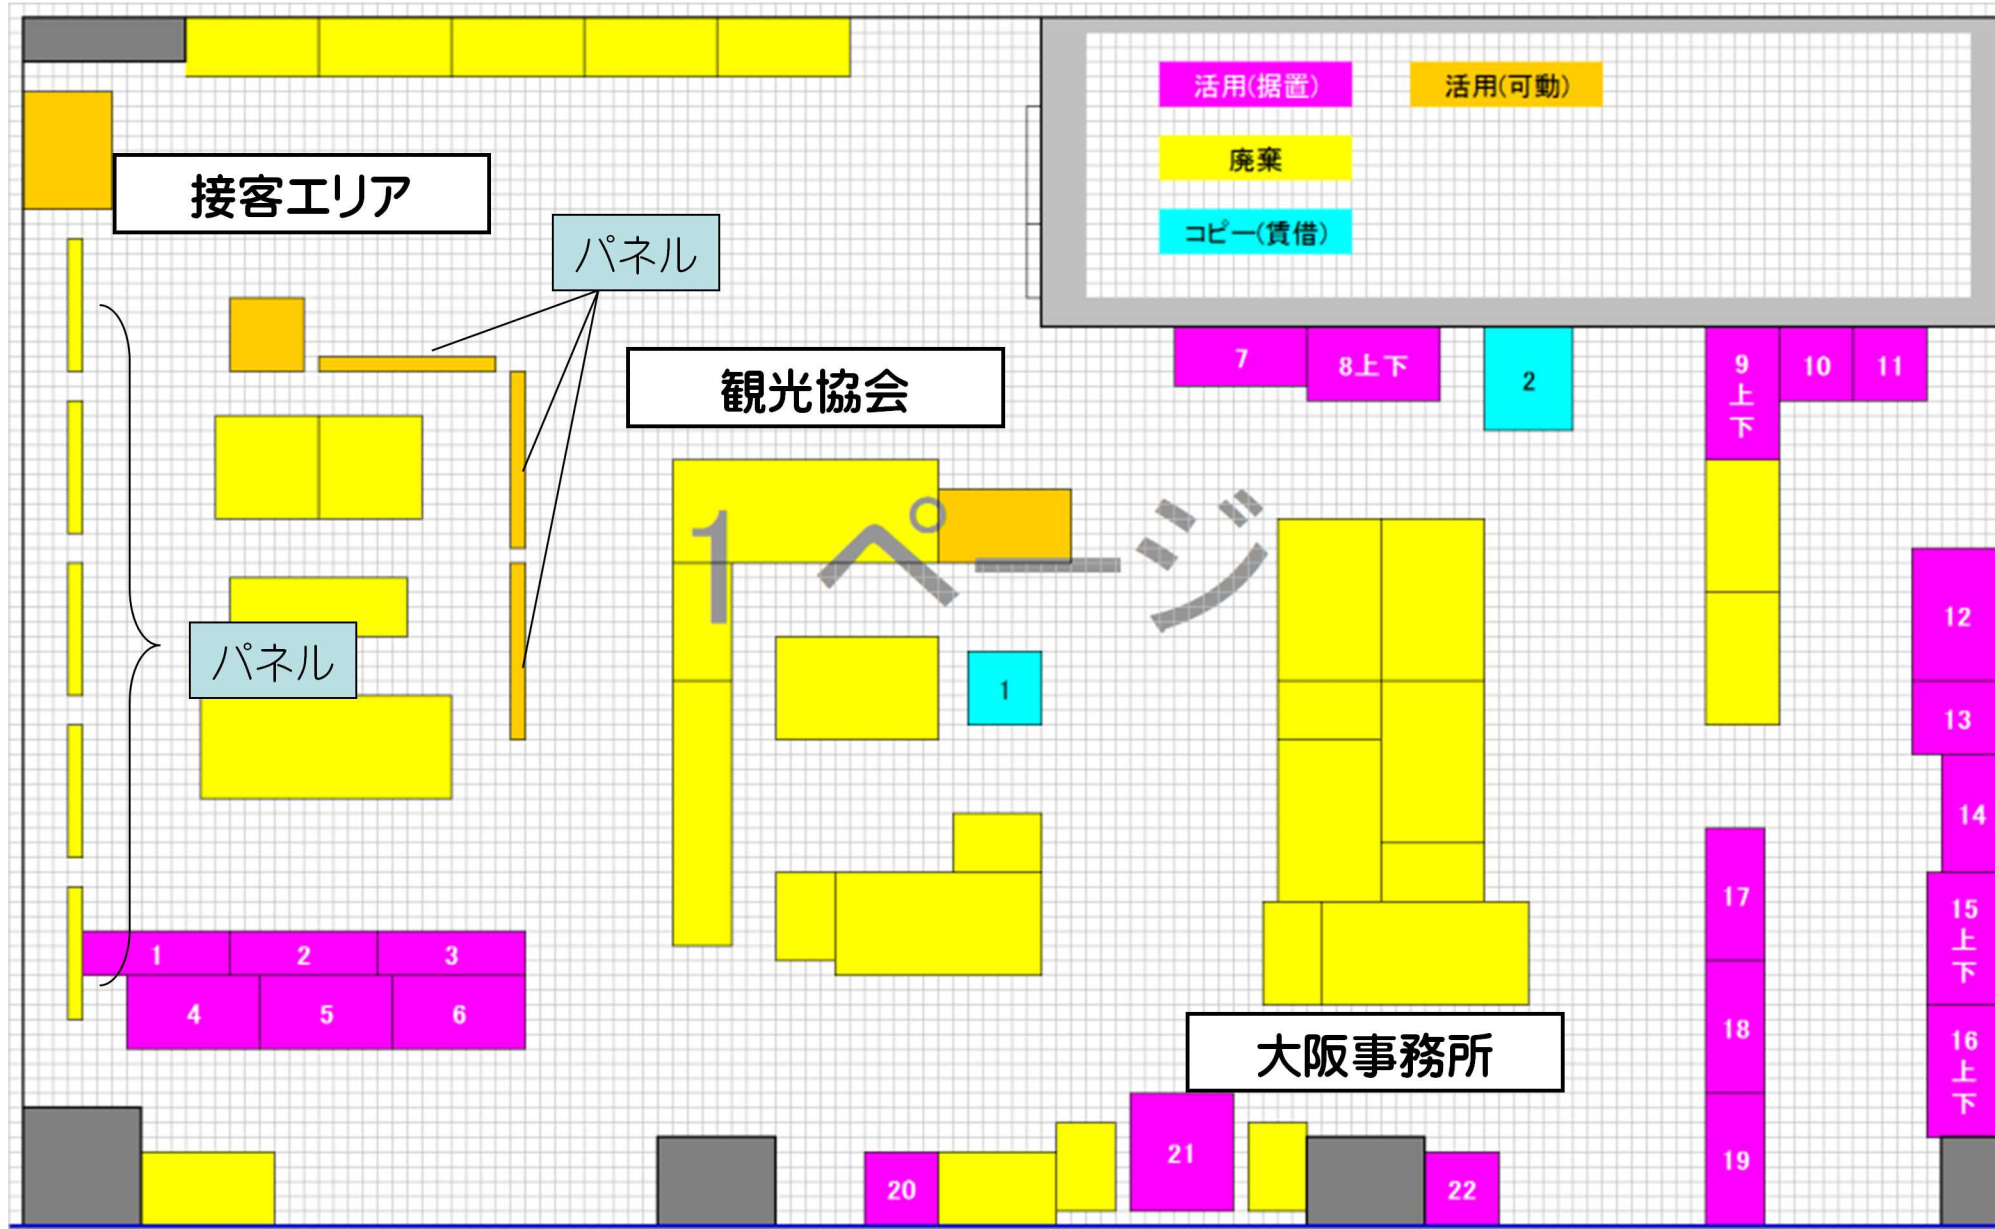 活用(据置)
活用(可動)
廃棄
コピー(賃借)
接客エリア
パネル
観光協会
7
8上下
2
9
上
下
10
11
1 ページ
12
パネル
1
13
14
17
15
上
下
1
2
3
4
5
6
18
16
上
下
大阪事務所
19
20
21
22